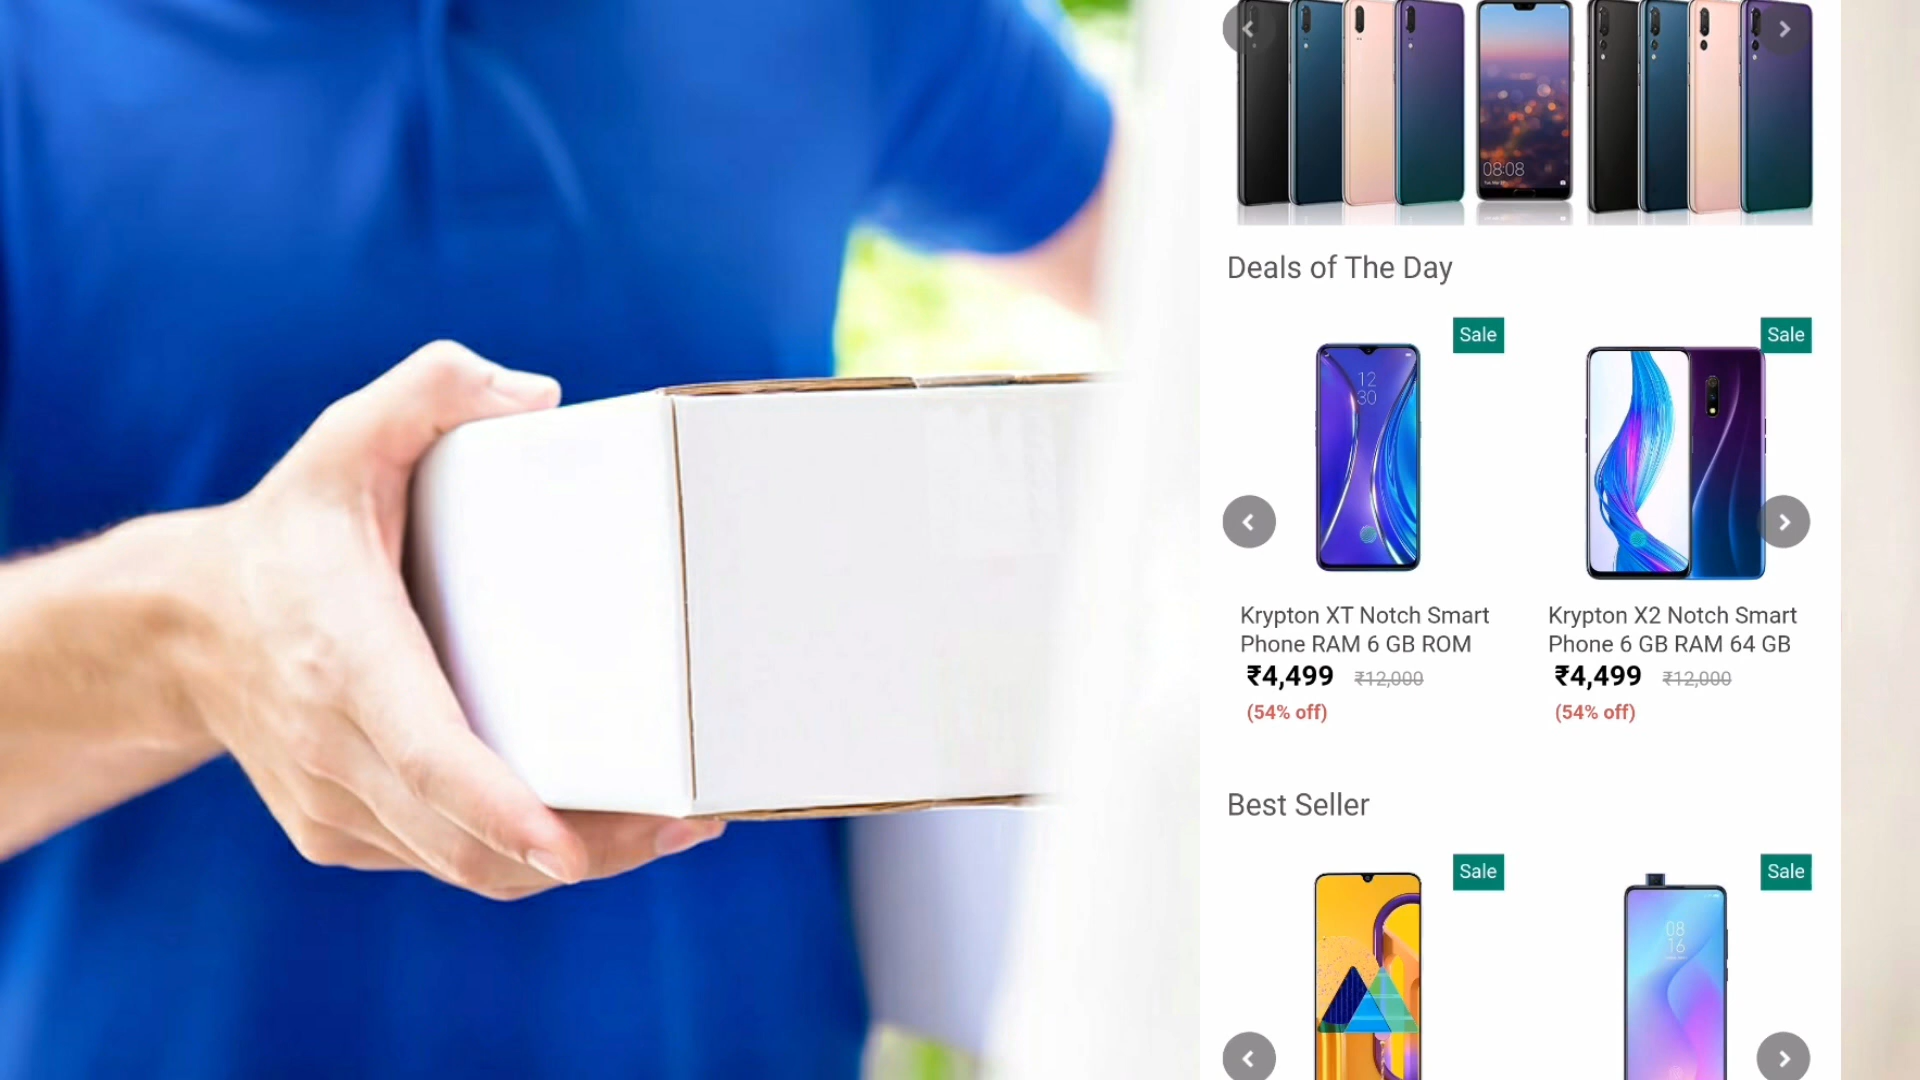 08:08
Deals of The Day
Sale
Sale
12
30
Krypton XT Notch Smart
Phone RAM 6 GB ROM
₹4,499 ₹12,000
(54% off)
Krypton X2 Notch Smart
Phone 6 GB RAM 64 GB
₹4,499 ₹12,000
(54% off)
Best Seller
Sale
Sale
08
16